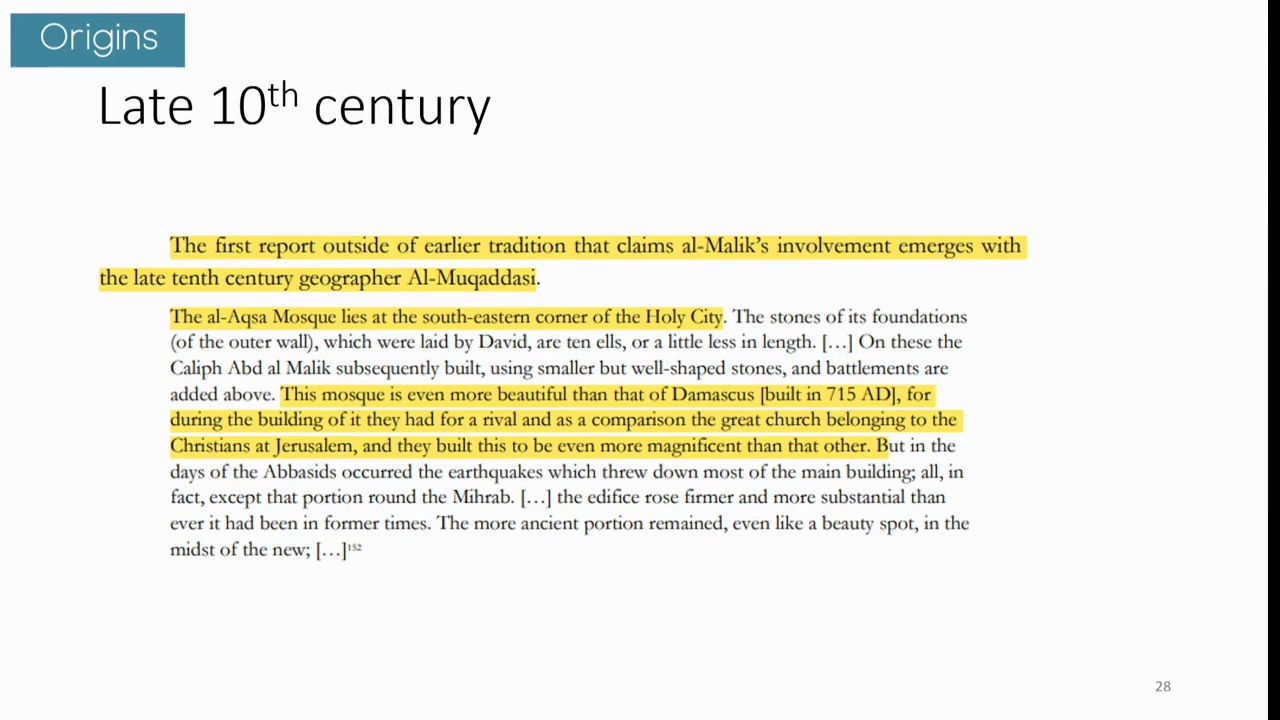 Origins
Late 10th century
The first report outside of earlier tradition that claims al-Malik's involvement emerges with
the late tenth century geographer Al-Muqaddasi.
The al-Aqsa Mosque lies at the south-eastern corner of the Holy City. The stones of its foundations
(of the outer wall), which were laid by David, are ten ells, or a little less in length. […] On these the
Caliph Abd al Malik subsequently built, using smaller but well-shaped stones, and battlements are
added above. This mosque is even more beautiful than that of Damascus [built in 715 AD], for
during the building of it they had for a rival and as a comparison the great church belonging to the
Christians at Jerusalem, and they built this to be even more magnificent than that other. But in the
days of the Abbasids occurred the earthquakes which threw down most of the main building; all, in
fact, except that portion round the Mihrab. […] the edifice rose firmer and more substantial than
ever it had been in former times. The more ancient portion remained, even like a beauty spot, in the
midst of the new; […]152
28